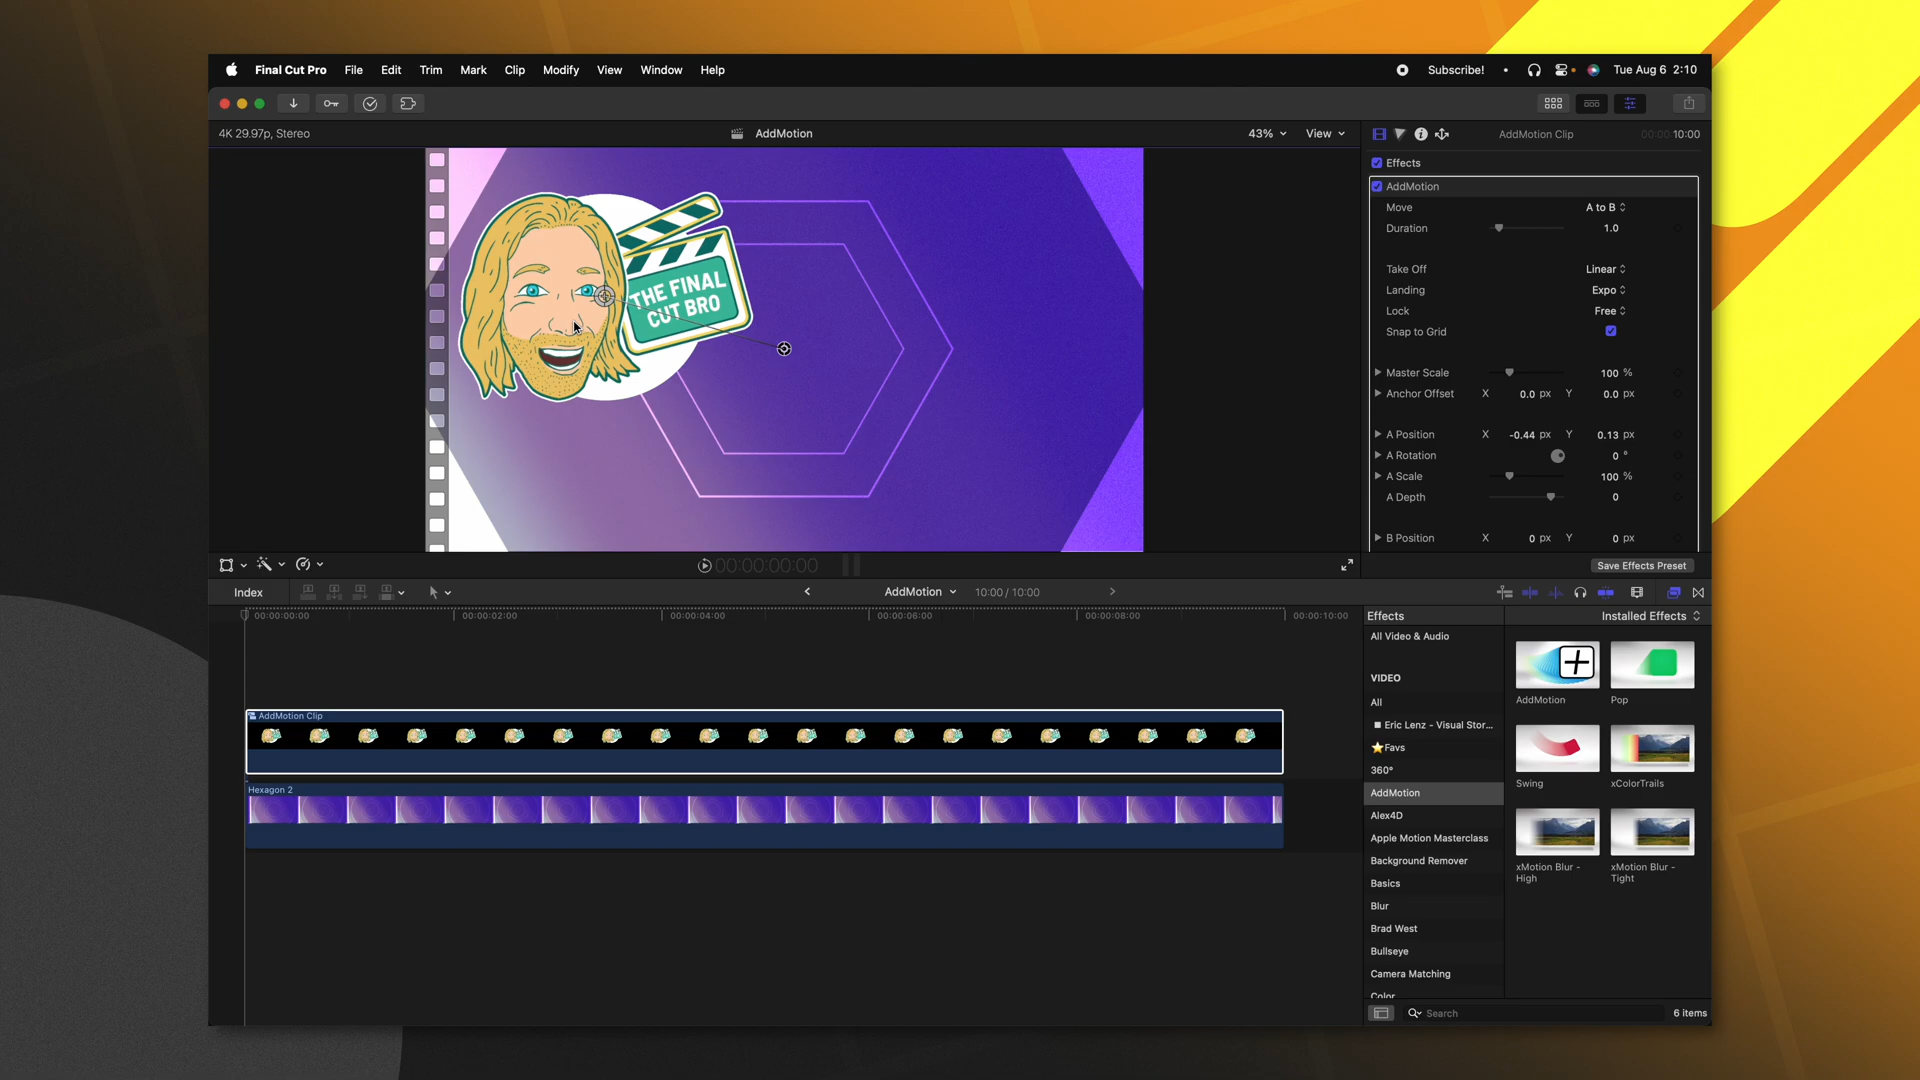 Final Cut Pro File Edit Trim Mark Clip Modify View Window Help Subscribe! Tue Aug 6 2:10
4K 29.97p, Stereo AddMotion 43% View AddMotion Clip 00:00 10:00
Effects
AddMotion
Move A to B
Duration 1.0
Take Off Linear
Landing Expo
Lock Free
Snap to Grid
Master Scale 100 %
Anchor Offset X 0.0 px Y 0.0 px
A Position X -0.44 px Y 0.13 px
A Rotation 0 °
A Scale 100 %
A Depth 0
B Position X 0 px Y 0 px
THE FINAL
CUT BRO
00:00:00:00 Save Effects Preset
Index AddMotion 10:00 / 10:00
00:00:00:00 00:00:02:00 00:00:04:00 00:00:06:00 00:00:08:00 00:00:10:00
AddMotion Clip
Hexagon 2
Effects Installed Effects
All Video & Audio
VIDEO
All
Eric Lenz - Visual Stor...
Favs
360°
AddMotion
Alex4D
Apple Motion Masterclass
Background Remover
Basics
Blur
Brad West
Bullseye
Camera Matching
Color
AddMotion Pop
Swing xColorTrails
xMotion Blur - High
xMotion Blur - Tight
Search 6 items